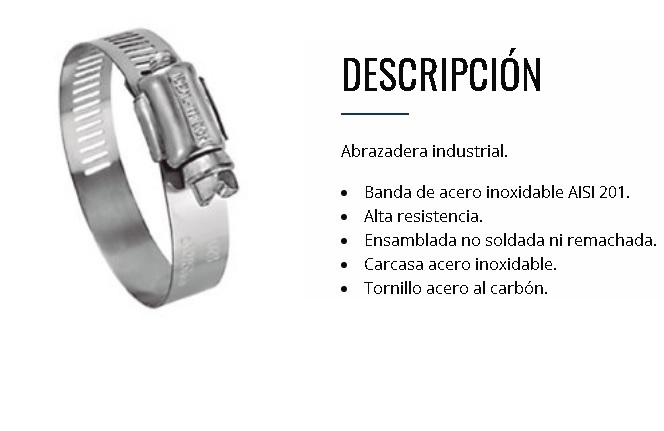 DESCRIPCIÓN
Abrazadera industrial.
• Banda de acero inoxidable AISI 201.
• Alta resistencia.
• Ensamblada no soldada ni remachada.
• Carcasa acero inoxidable.
• Tornillo acero al carbón.